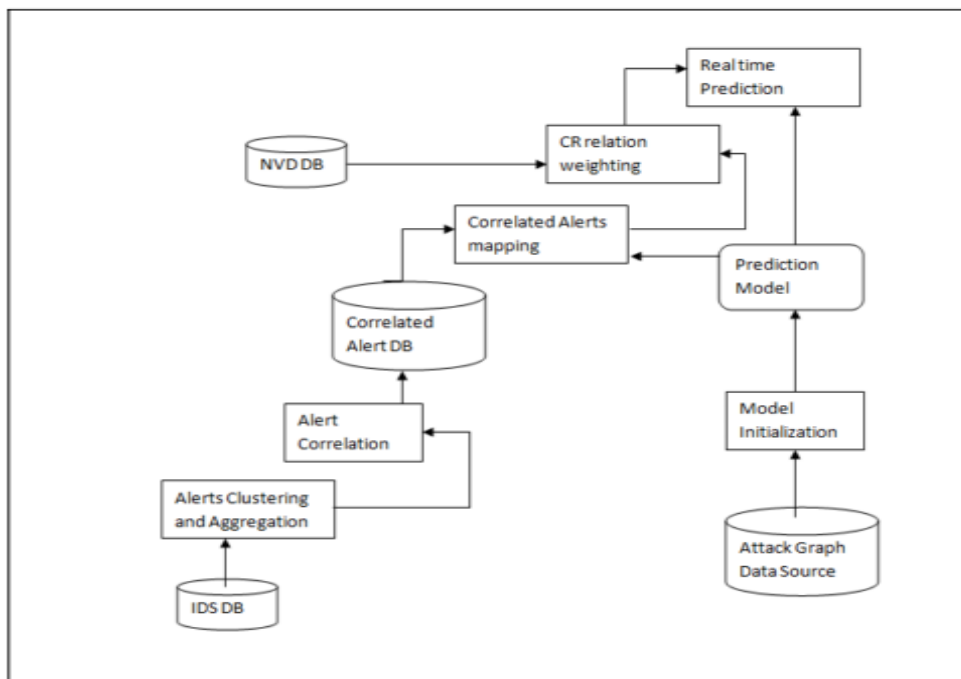 Real time
Prediction
CR relation
weighting
NVD DB
Correlated Alerts
mapping
Prediction
Model
Correlated
Alert DB
Alert
Correlation
Model
Initialization
Alerts Clustering
and Aggregation
Attack Graph
Data Source
IDS DB